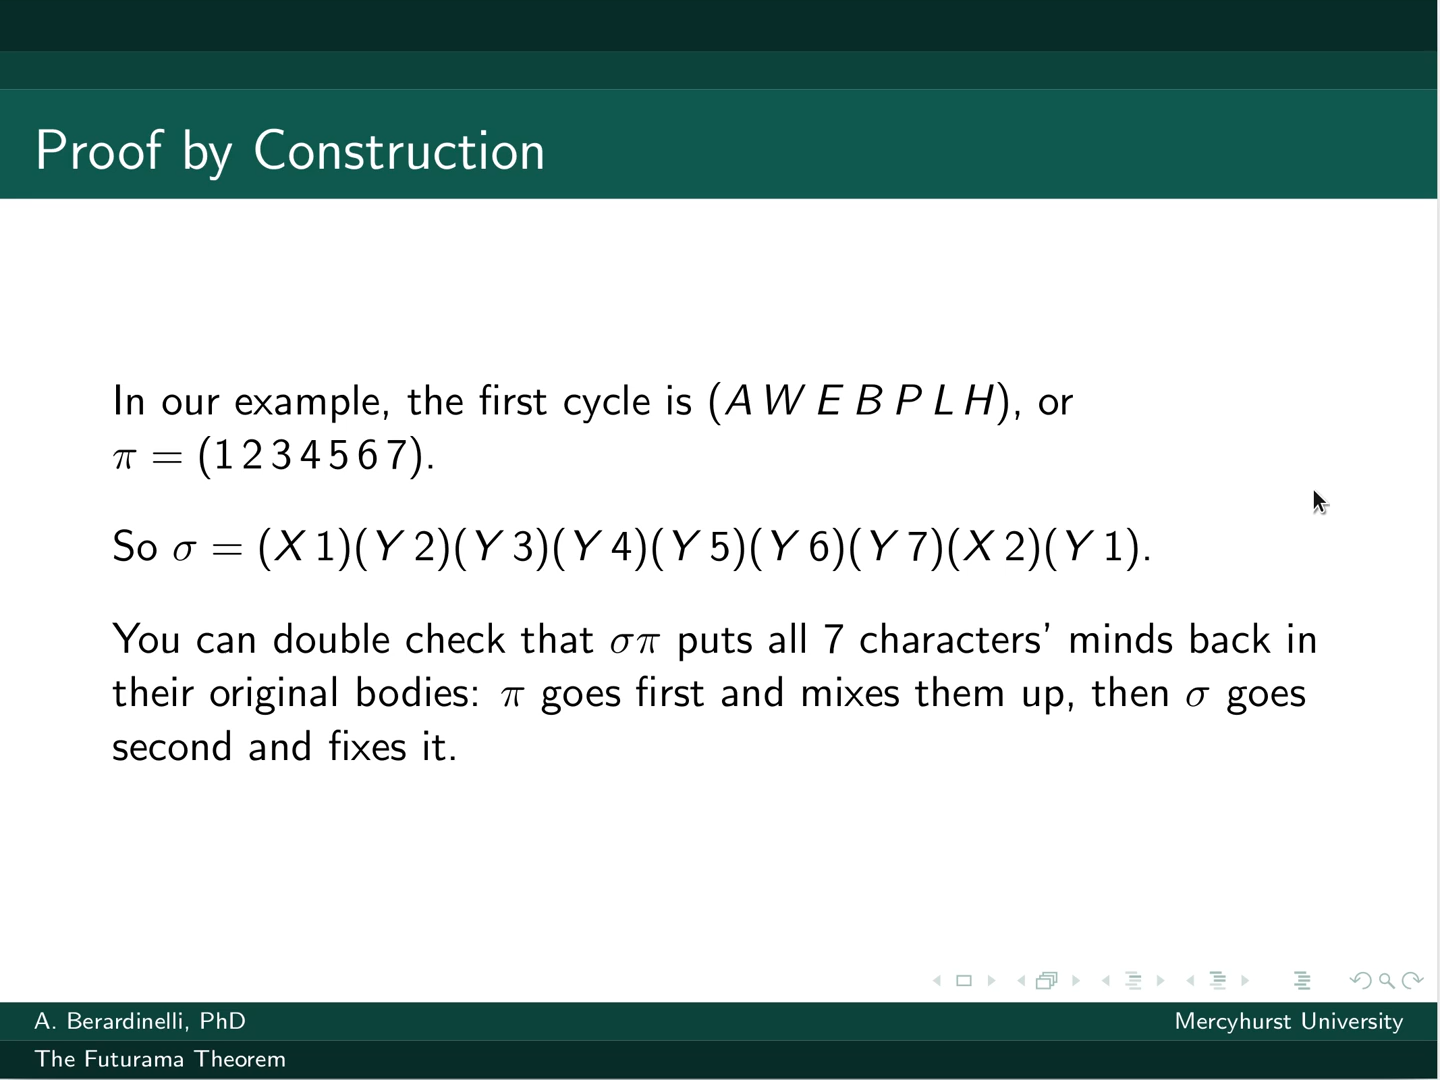 Proof by Construction
In our example, the first cycle is (A W E B P L H), or
π = (1 2 3 4 5 6 7).
So σ = (X 1)(Y 2)(Y 3)(Y 4)(Y 5)(Y 6)(Y 7)(X 2)(Y 1).
You can double check that σπ puts all 7 characters’ minds back in
their original bodies: π goes first and mixes them up, then σ goes
second and fixes it.
A. Berardinelli, PhD
Mercyhurst University
The Futurama Theorem